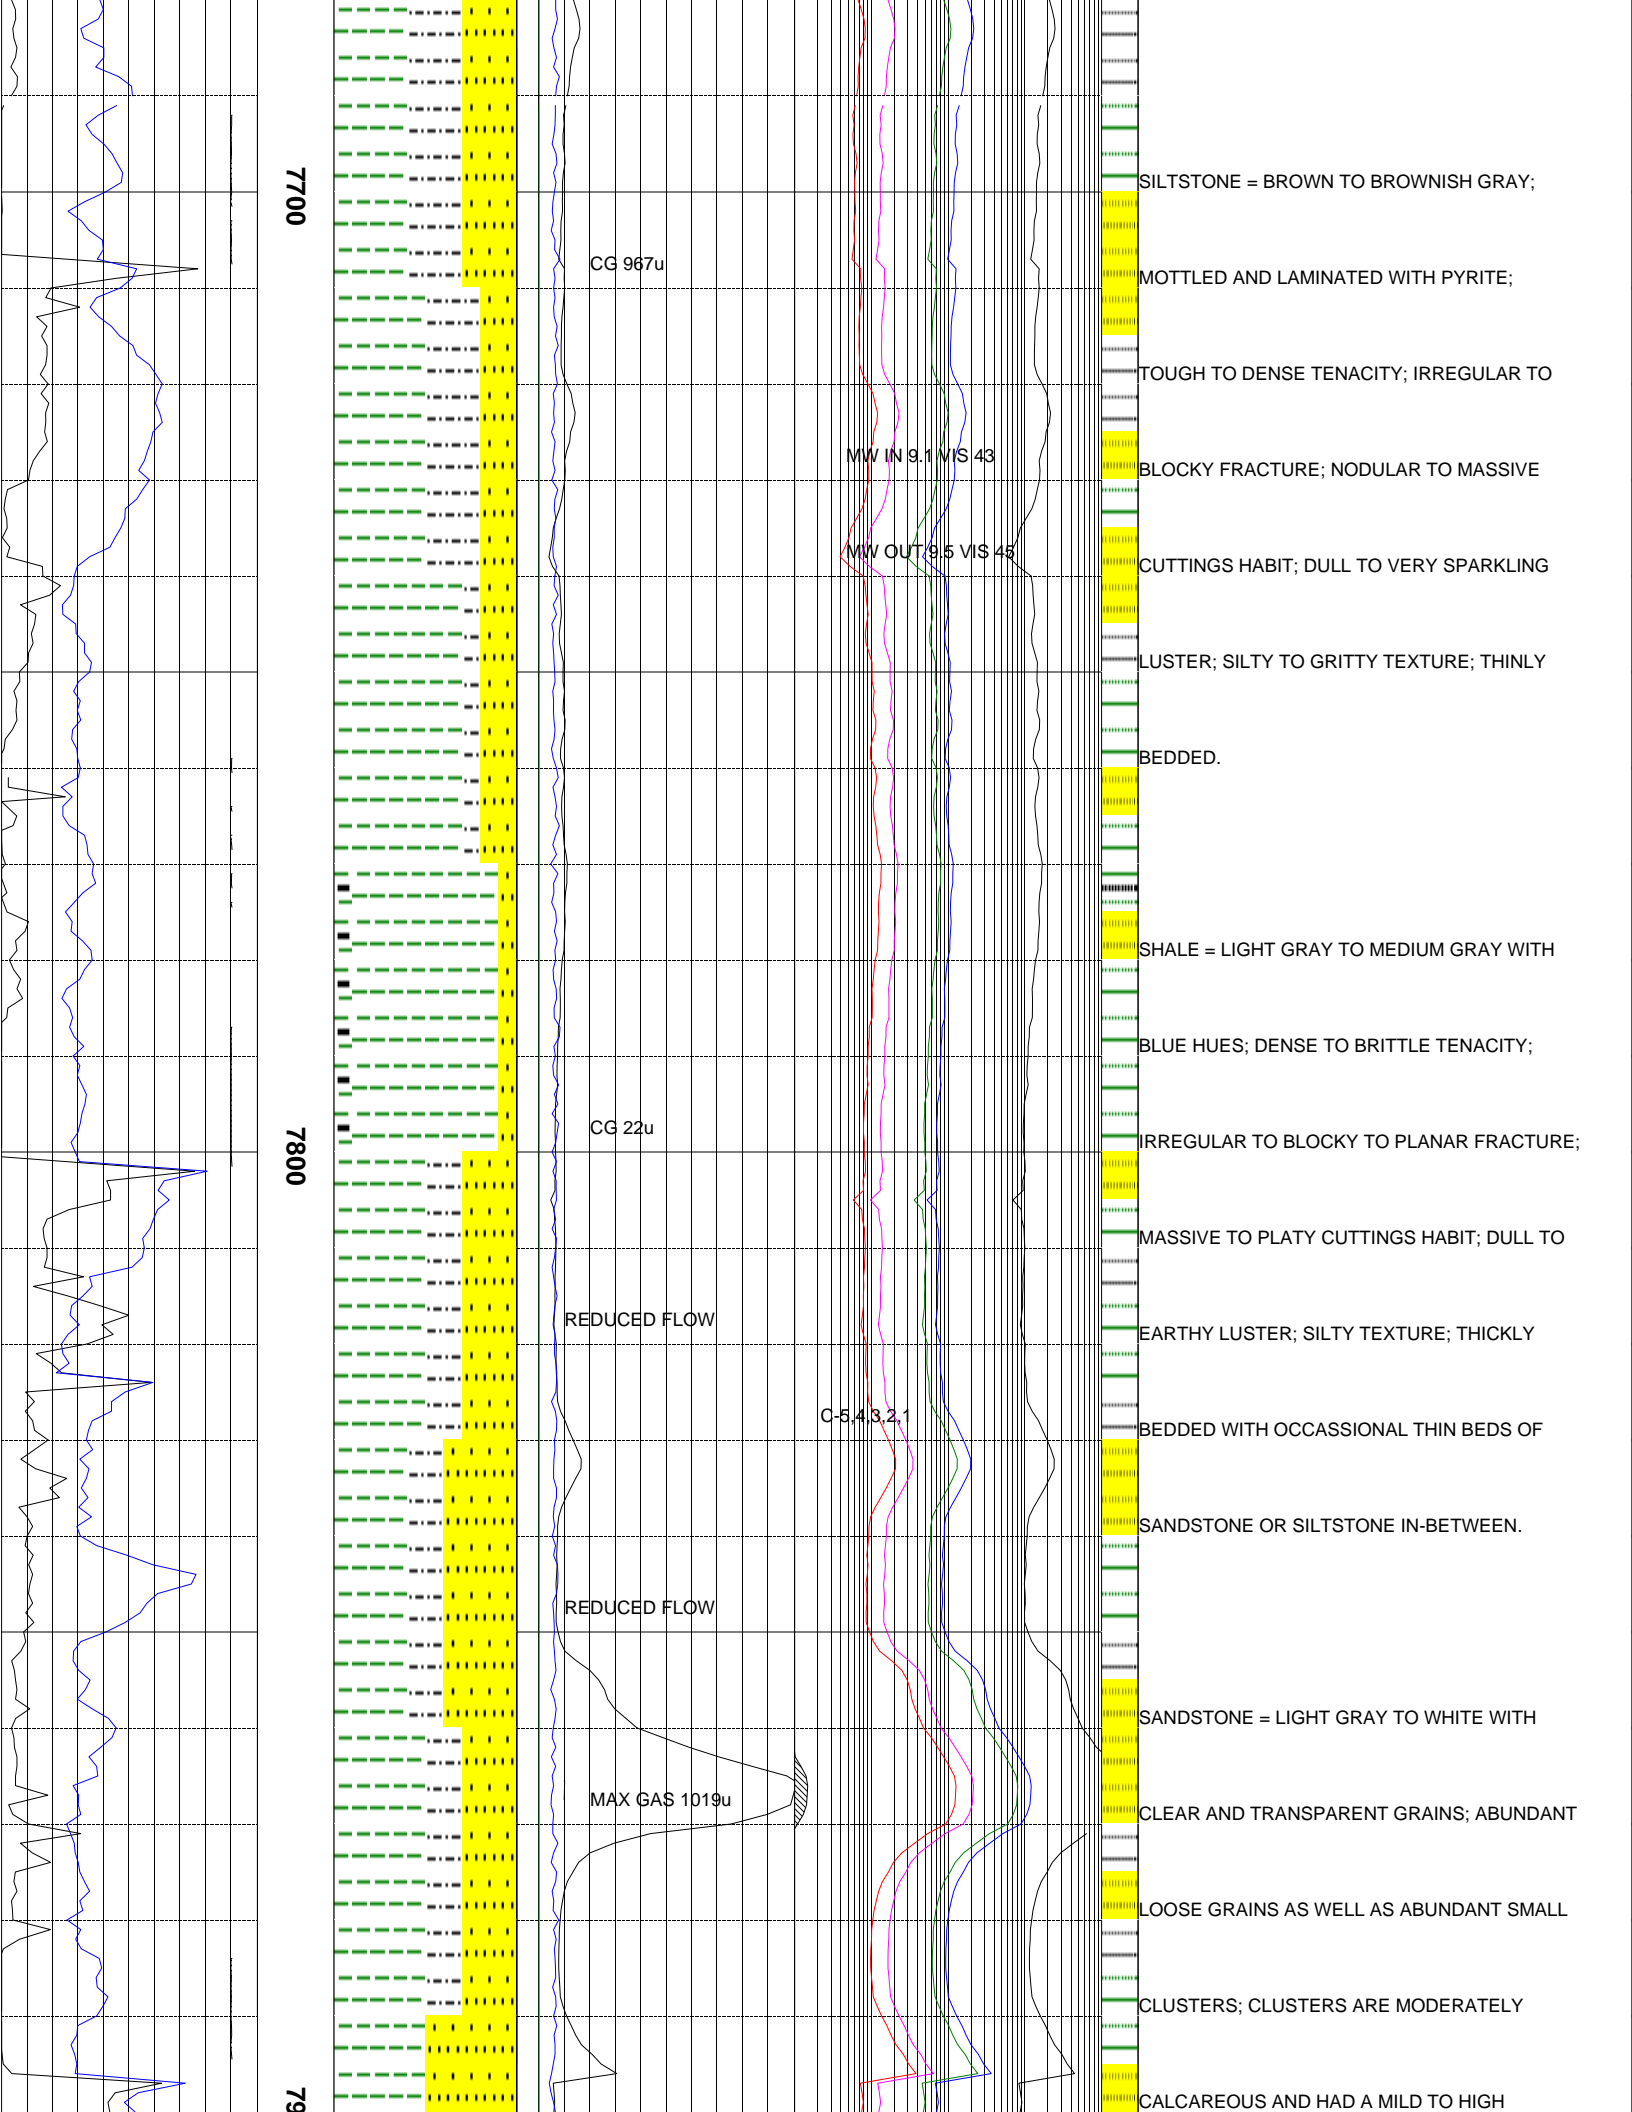 7700
SILTSTONE = BROWN TO BROWNISH GRAY;
CG 967u
MOTTLED AND LAMINATED WITH PYRITE;
TOUGH TO DENSE TENACITY; IRREGULAR TO
MW IN 9.1 VIS 43
BLOCKY FRACTURE; NODULAR TO MASSIVE
MW OUT 9.5 VIS 45
CUTTINGS HABIT; DULL TO VERY SPARKLING
LUSTER; SILTY TO GRITTY TEXTURE; THINLY
BEDDED.
SHALE = LIGHT GRAY TO MEDIUM GRAY WITH
BLUE HUES; DENSE TO BRITTLE TENACITY;
CG 22u
7800
IRREGULAR TO BLOCKY TO PLANAR FRACTURE;
MASSIVE TO PLATY CUTTINGS HABIT; DULL TO
REDUCED FLOW
EARTHY LUSTER; SILTY TEXTURE; THICKLY
C-5,4,3,2,1
BEDDED WITH OCCASSIONAL THIN BEDS OF
SANDSTONE OR SILTSTONE IN-BETWEEN.
REDUCED FLOW
SANDSTONE = LIGHT GRAY TO WHITE WITH
MAX GAS 1019u
CLEAR AND TRANSPARENT GRAINS; ABUNDANT
LOOSE GRAINS AS WELL AS ABUNDANT SMALL
CLUSTERS; CLUSTERS ARE MODERATELY
79
CALCAREOUS AND HAD A MILD TO HIGH